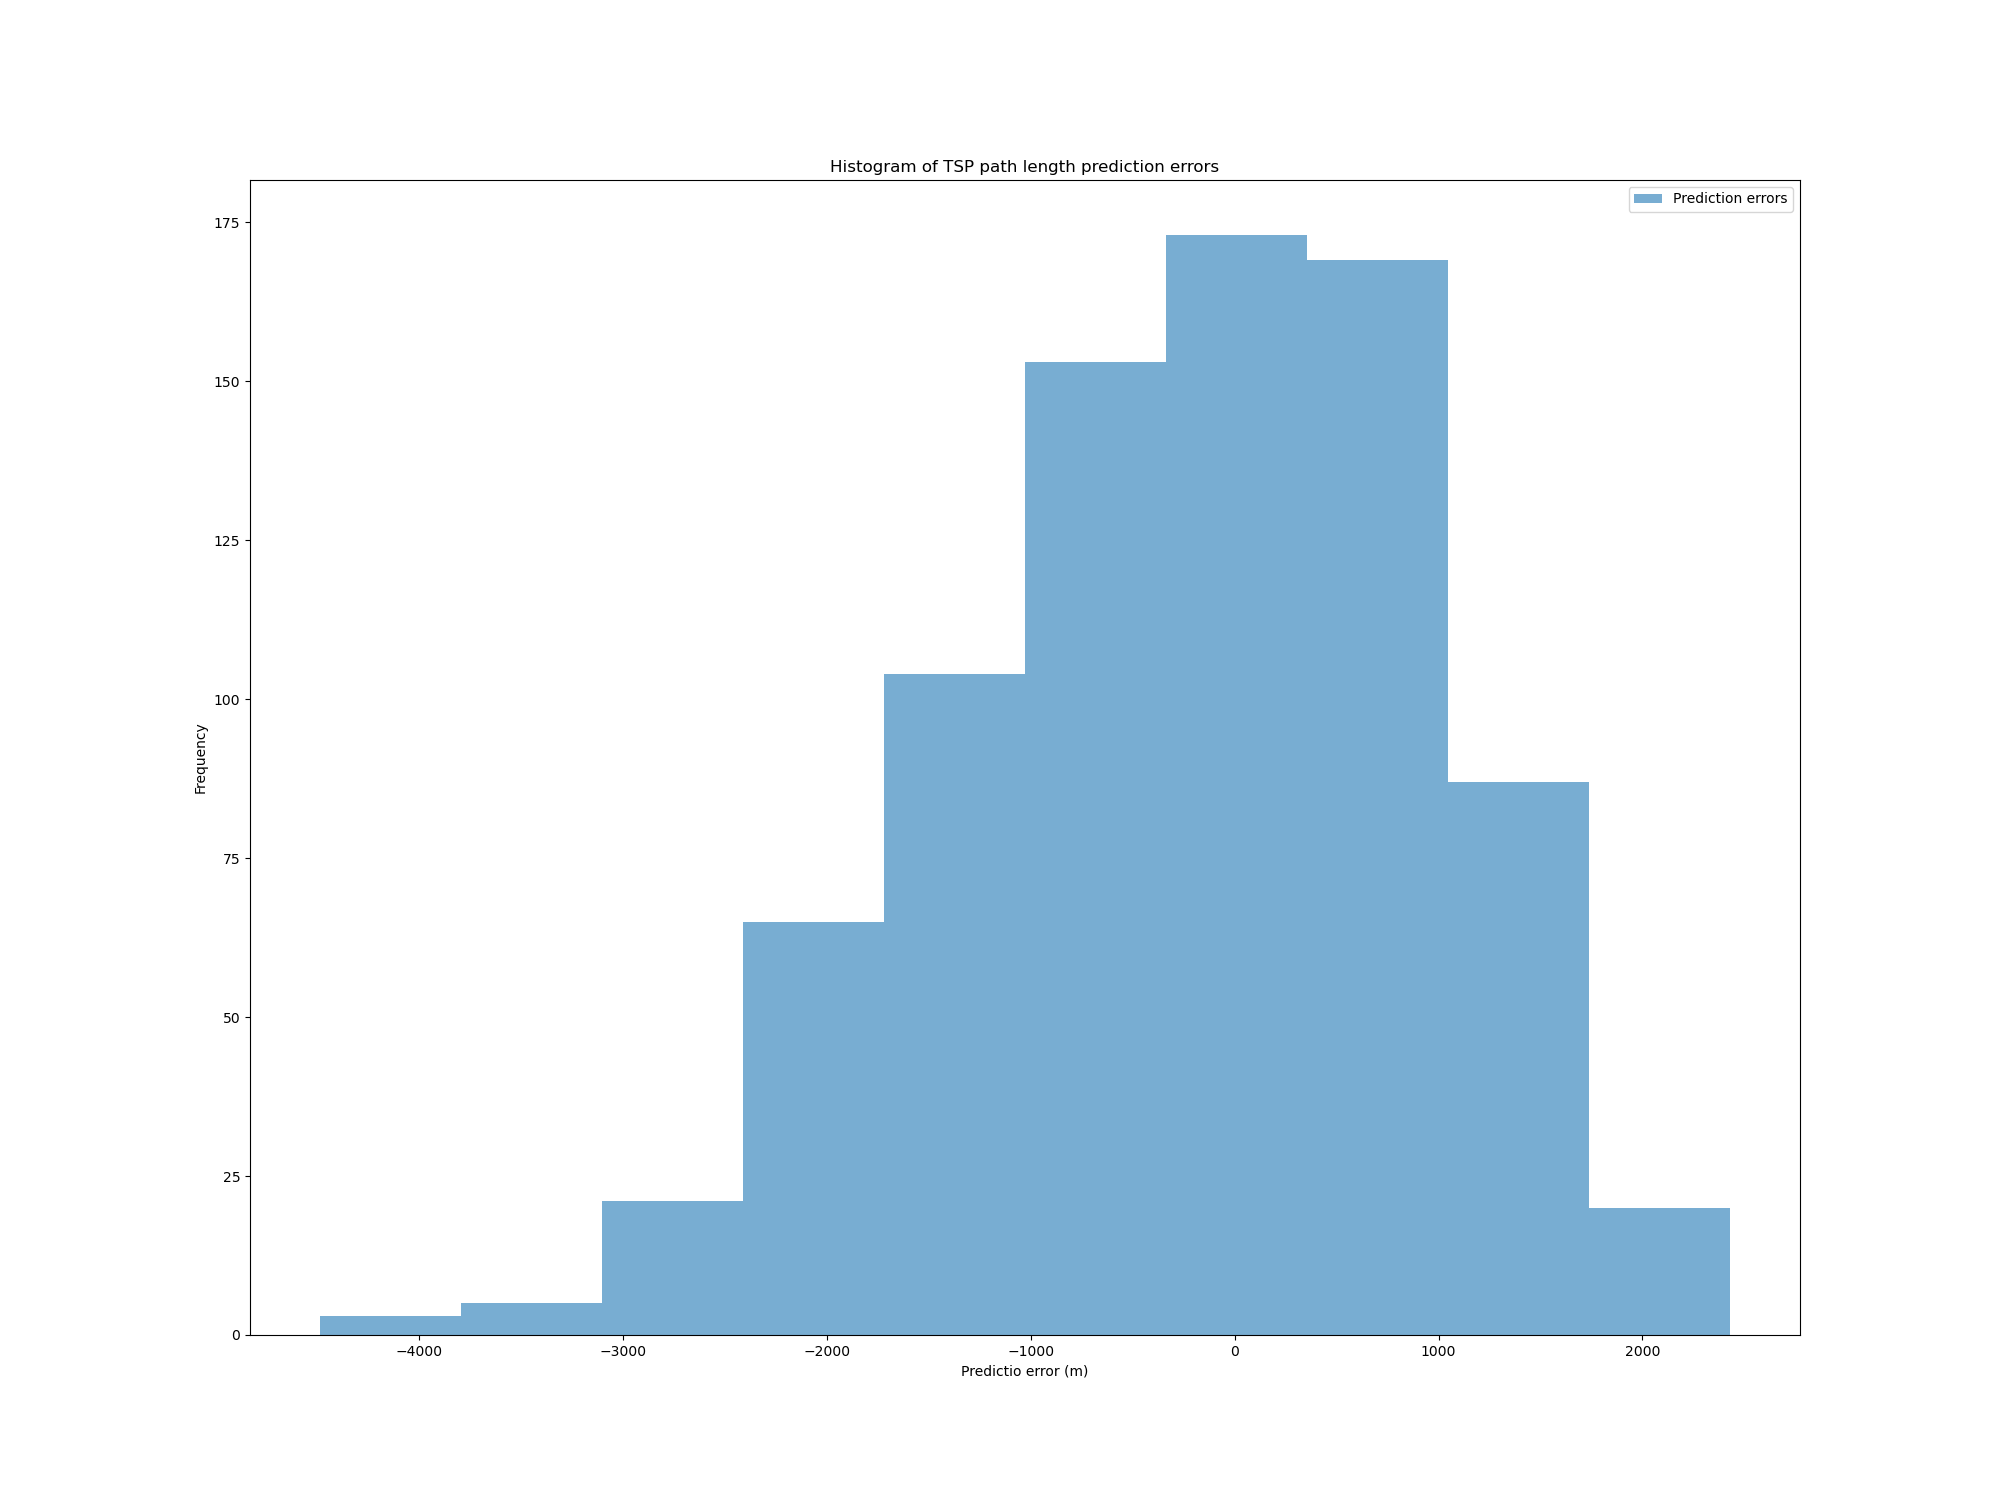 Histogram of TSP path length prediction errors
Prediction errors
175
150
125
100
75
50
25
0
Frequency
−4000 −3000 −2000 −1000 0 1000 2000
Predictio error (m)